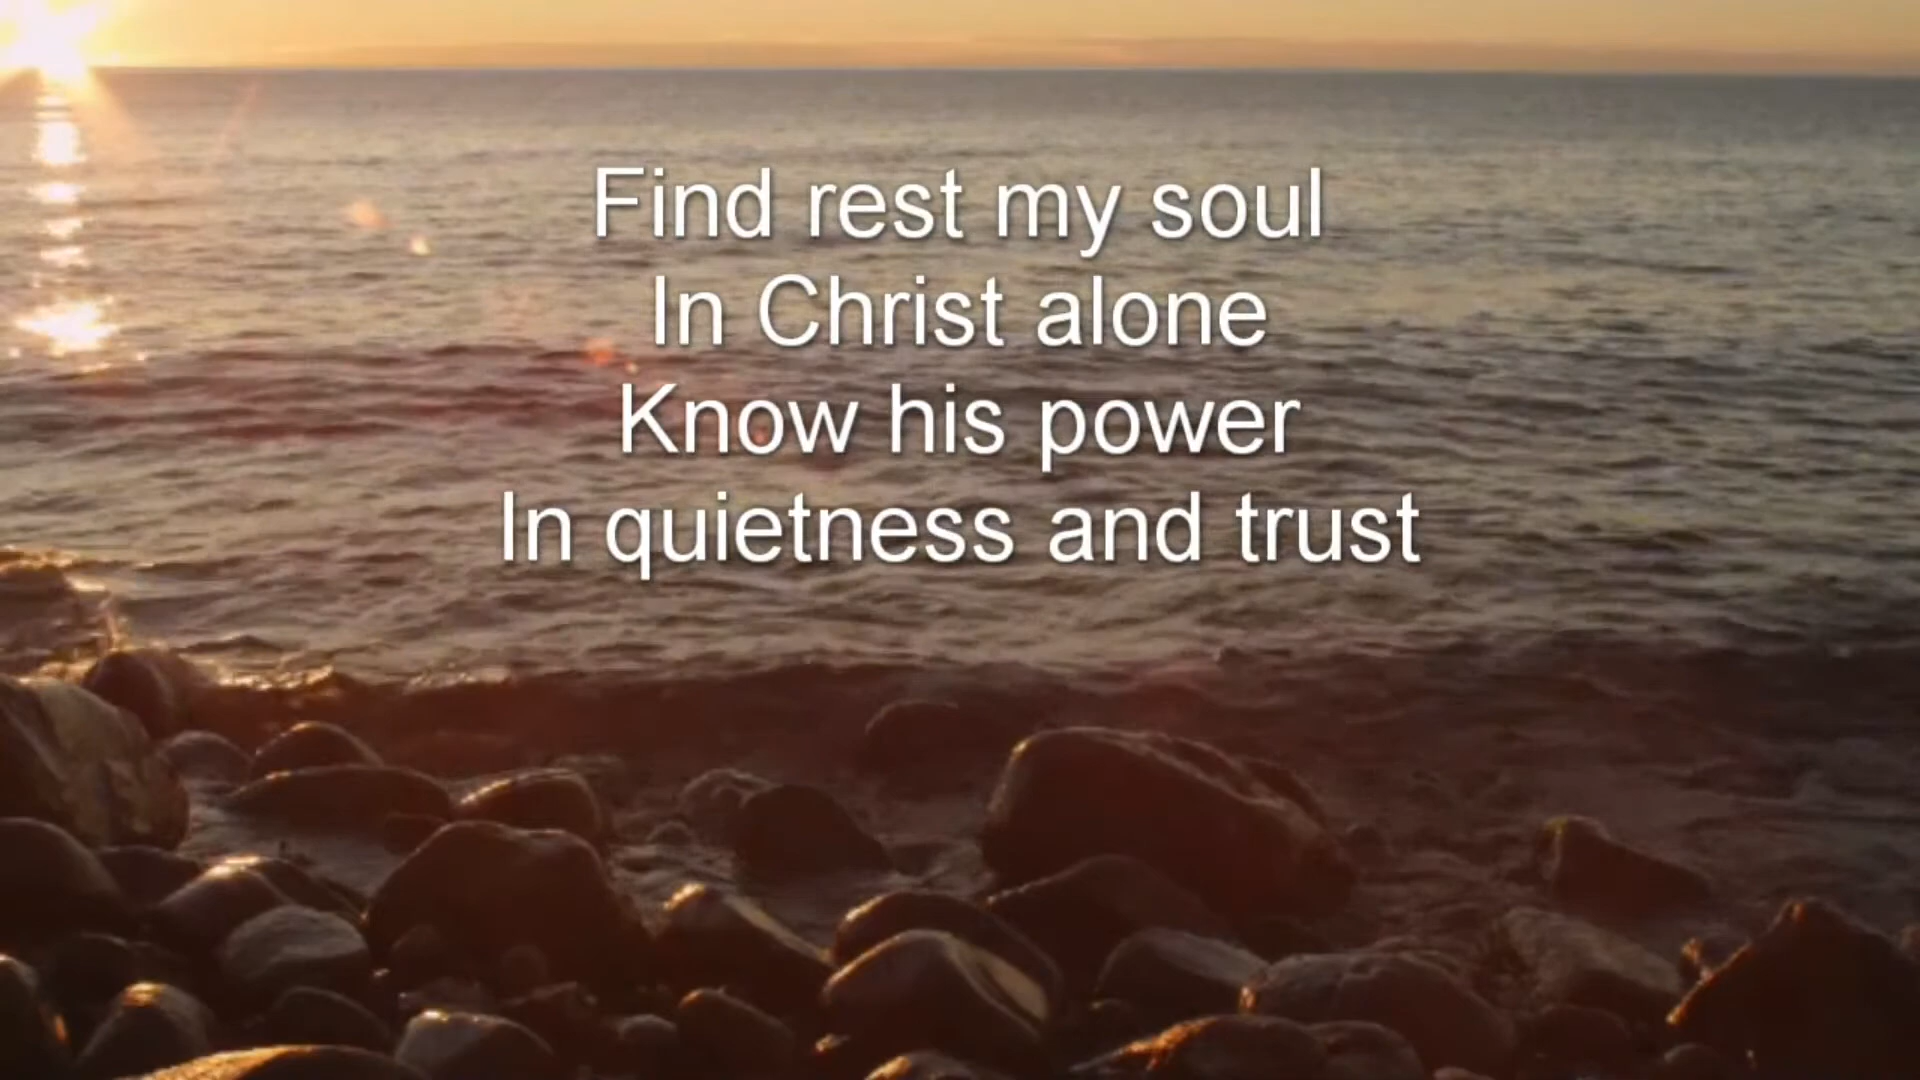 Find rest my soul
In Christ alone
Know his power
In quietness and trust